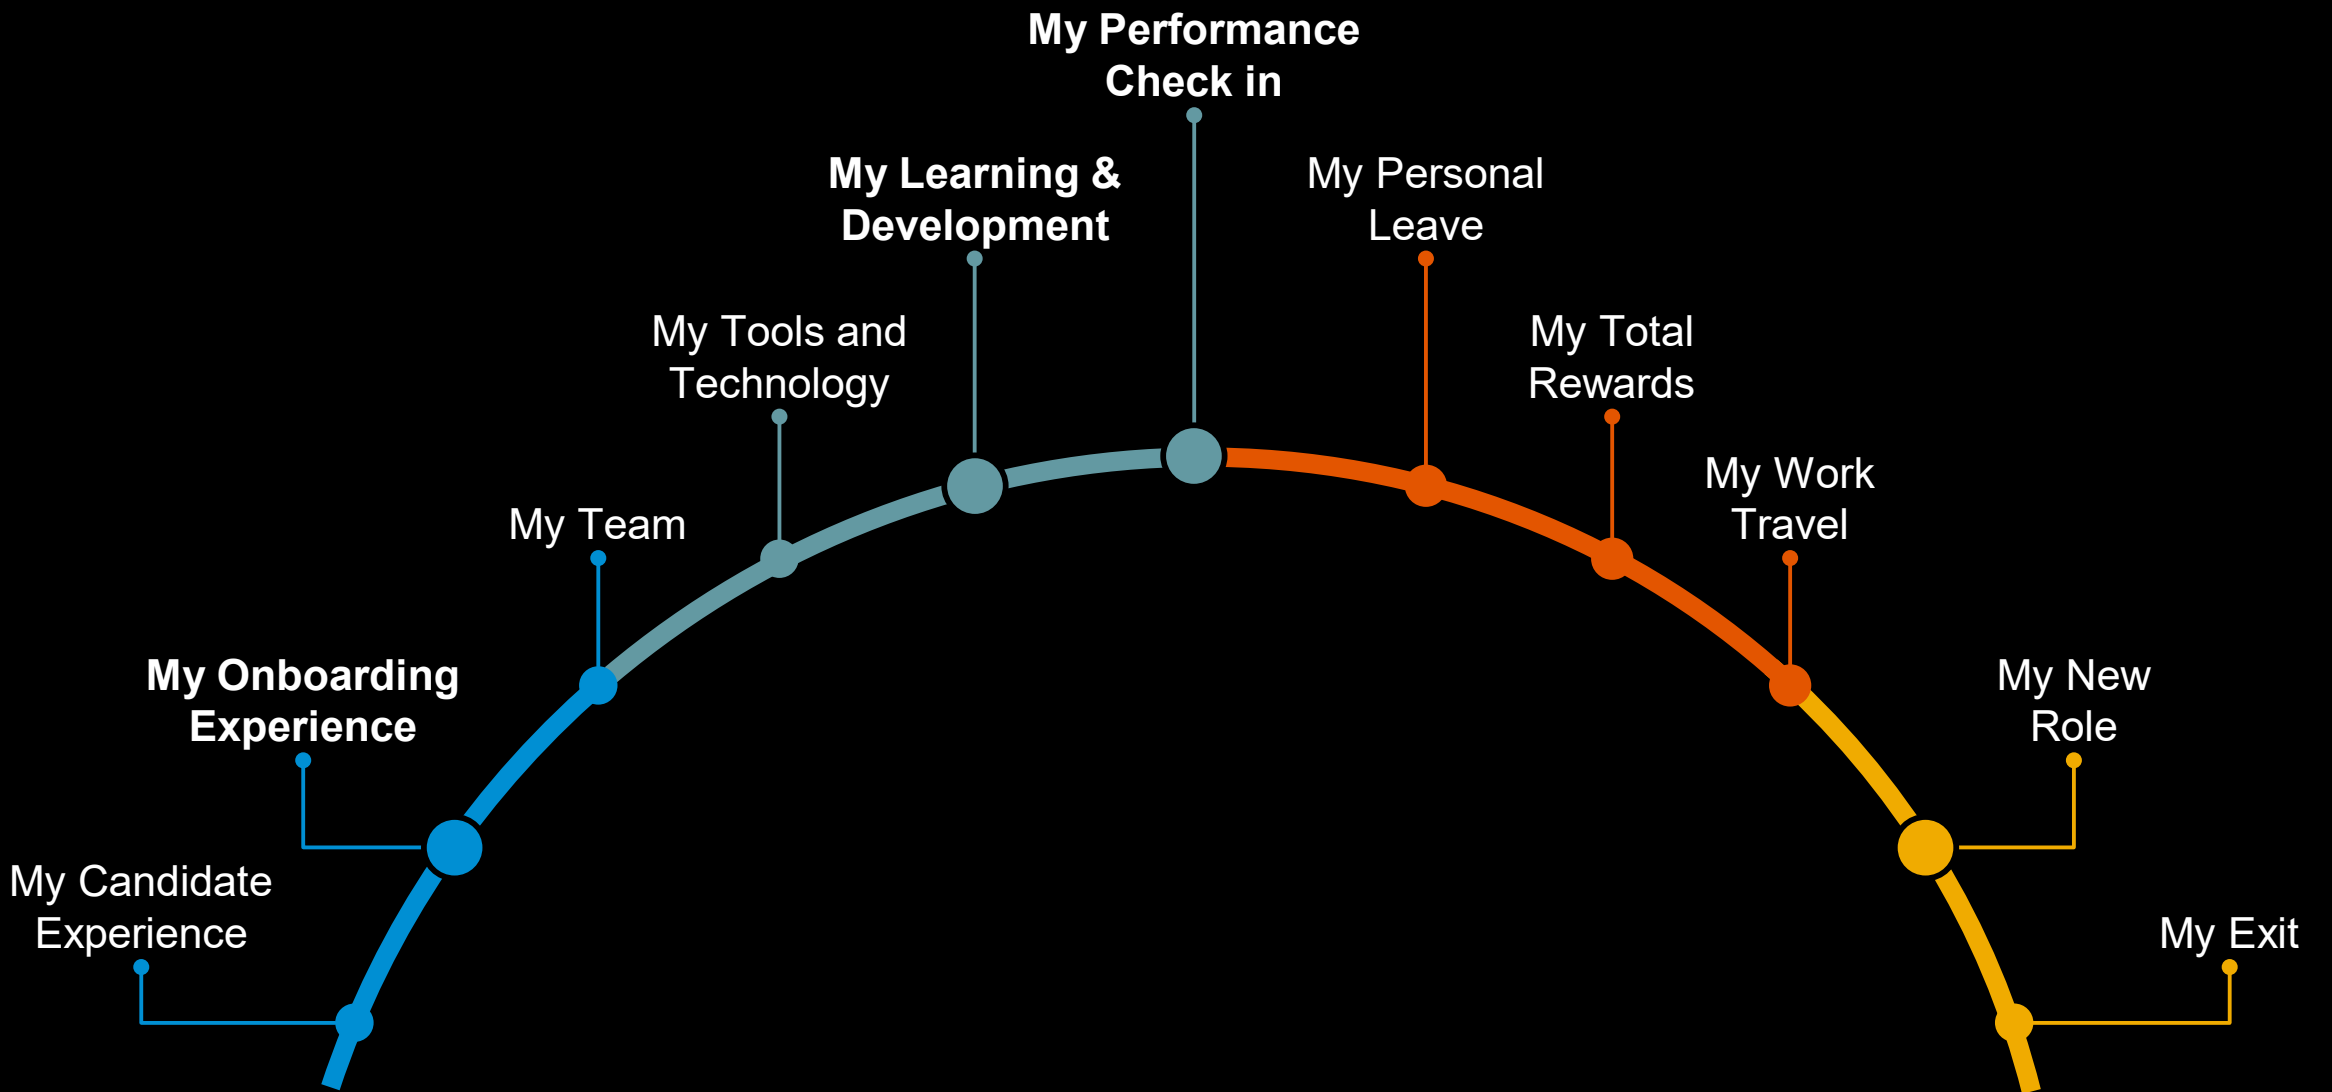 My Performance
Check in
My Learning &
Development
My Personal
Leave
My Tools and
Technology
My Total
Rewards
My Team
My Work
Travel
My Onboarding
Experience
My New
Role
My Candidate
Experience
My Exit